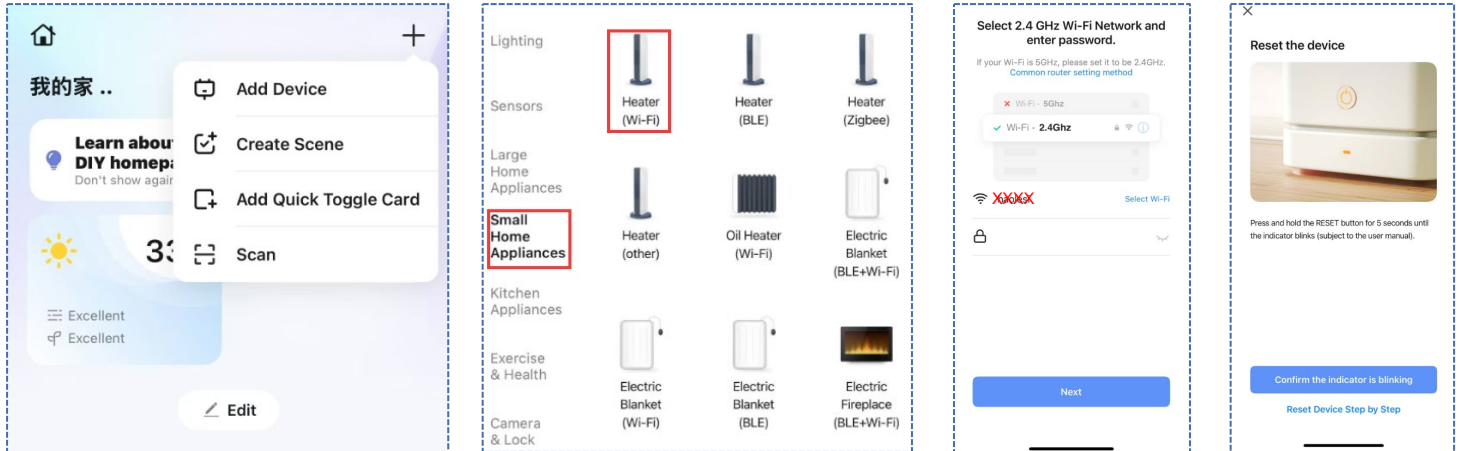 我的家 ..
Add Device
Create Scene
Add Quick Toggle Card
Scan
Learn abou
DIY homepa
Don't show again
33
Excellent
Excellent
Edit
Lighting
Sensors
Large
Home
Appliances
Small
Home
Appliances
Kitchen
Appliances
Exercise
& Health
Camera
& Lock
Heater
(Wi-Fi)
Heater
(BLE)
Heater
(Zigbee)
Heater
(other)
Oil Heater
(Wi-Fi)
Electric
Blanket
(BLE+Wi-Fi)
Electric
Blanket
(Wi-Fi)
Electric
Blanket
(BLE)
Electric
Fireplace
(BLE+Wi-Fi)
Select 2.4 GHz Wi-Fi Network and
enter password.
If your Wi-Fi is 5GHz, please set it to be 2.4GHz.
Common router setting method
Wi-Fi - 5Ghz
Wi-Fi - 2.4Ghz
XXXX
Select Wi-Fi
Next
Reset the device
Press and hold the RESET button for 5 seconds until
the indicator blinks (subject to the user manual).
Confirm the indicator is blinking
Reset Device Step by Step